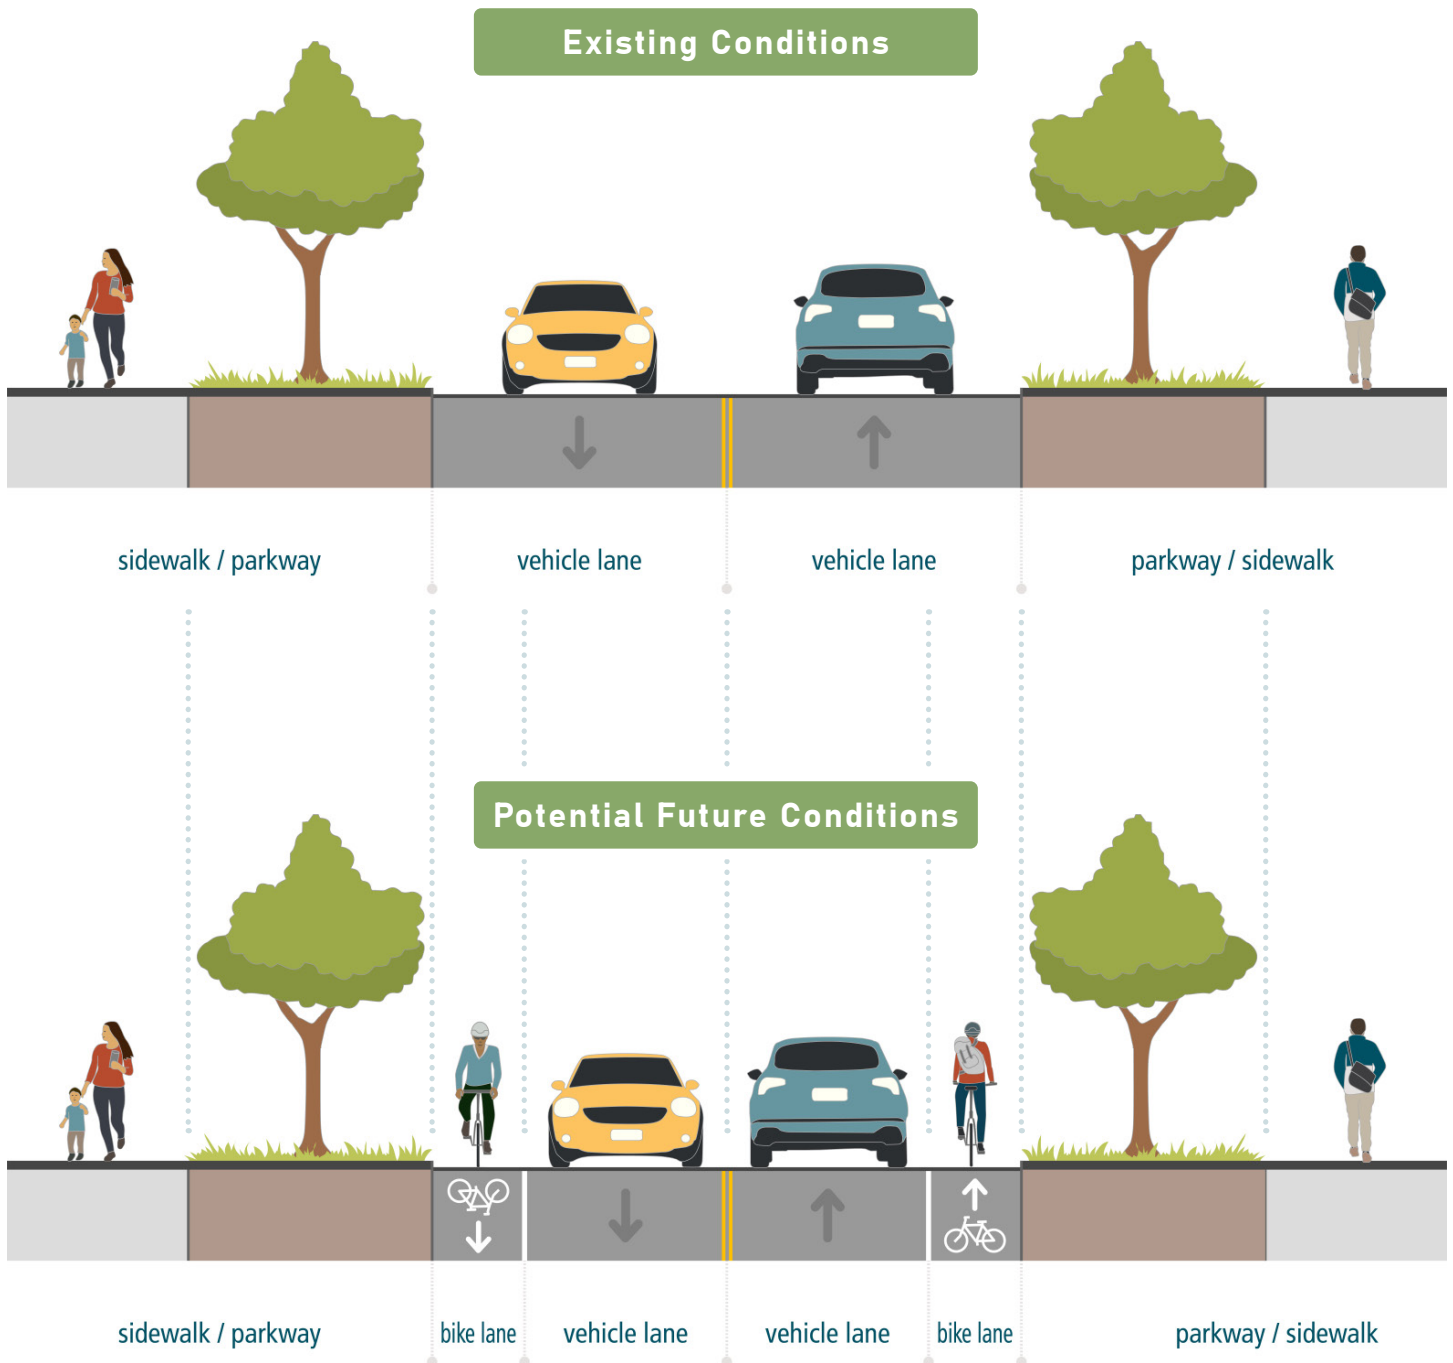 Existing Conditions
sidewalk / parkway
vehicle lane
vehicle lane
parkway / sidewalk
Potential Future Conditions
sidewalk / parkway
bike lane
vehicle lane
vehicle lane
bike lane
parkway / sidewalk